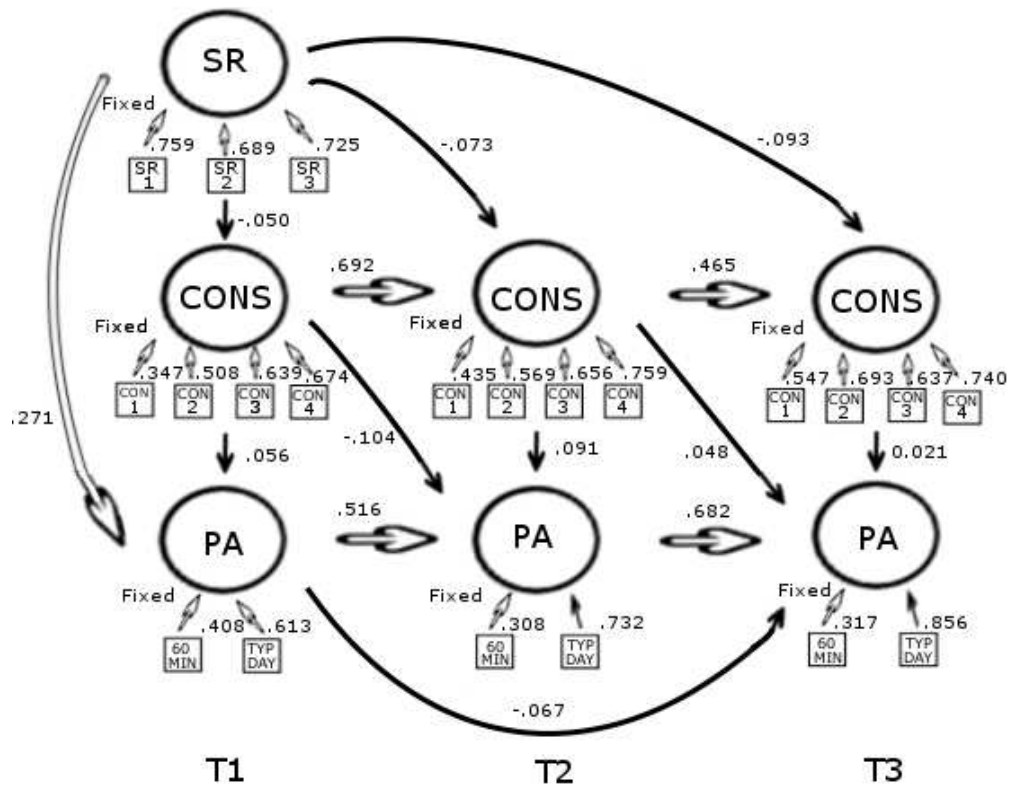 SR
Fixed
.759
.689
.725
SR
1
SR
2
SR
3
-.073
-.093
-.050
.692
.465
CONS
CONS
CONS
Fixed
Fixed
Fixed
.347
.508
.639
.674
.435
.569
.656
.759
.547
.693
.637
.740
CON
1
CON
2
CON
3
CON
4
CON
1
CON
2
CON
3
CON
4
CON
1
CON
2
CON
3
CON
4
.271
.056
-.104
.091
.048
0.021
.516
.682
PA
PA
PA
Fixed
Fixed
Fixed
.408
.613
.308
.732
.317
.856
60
MIN
TYP
DAY
60
MIN
TYP
DAY
60
MIN
TYP
DAY
-.067
T1
T2
T3